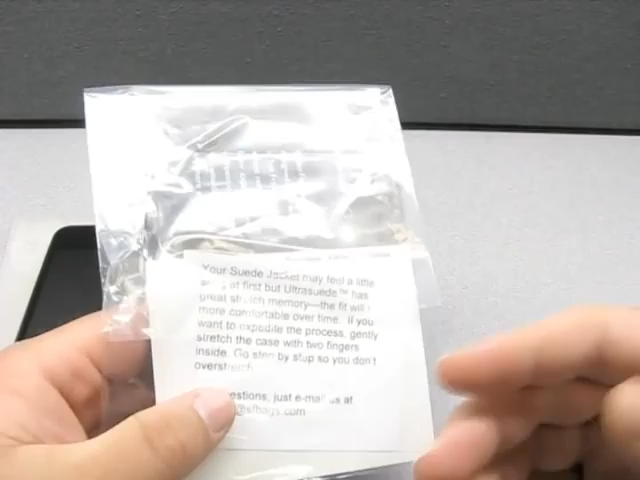 Your Suede Jacket may feel a little
at first but Ultrasuede™ has
great stretch memory—the fit will
more comfortable over time. If you
want to expedite the process, gently
stretch the case with two fingers
inside. Go step by stup so you don't
overstretch
estions, just e-mail us at
@sfbags.com